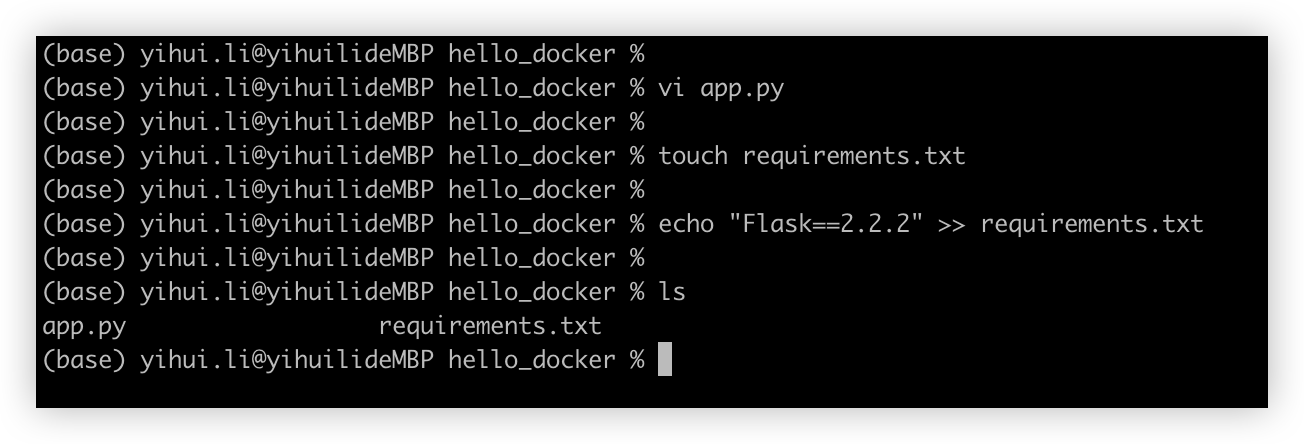 (base) yihui.li@yihuilideMBP hello_docker %
(base) yihui.li@yihuilideMBP hello_docker % vi app.py
(base) yihui.li@yihuilideMBP hello_docker %
(base) yihui.li@yihuilideMBP hello_docker % touch requirements.txt
(base) yihui.li@yihuilideMBP hello_docker %
(base) yihui.li@yihuilideMBP hello_docker % echo "Flask==2.2.2" >> requirements.txt
(base) yihui.li@yihuilideMBP hello_docker %
(base) yihui.li@yihuilideMBP hello_docker % ls
app.py                  requirements.txt
(base) yihui.li@yihuilideMBP hello_docker %